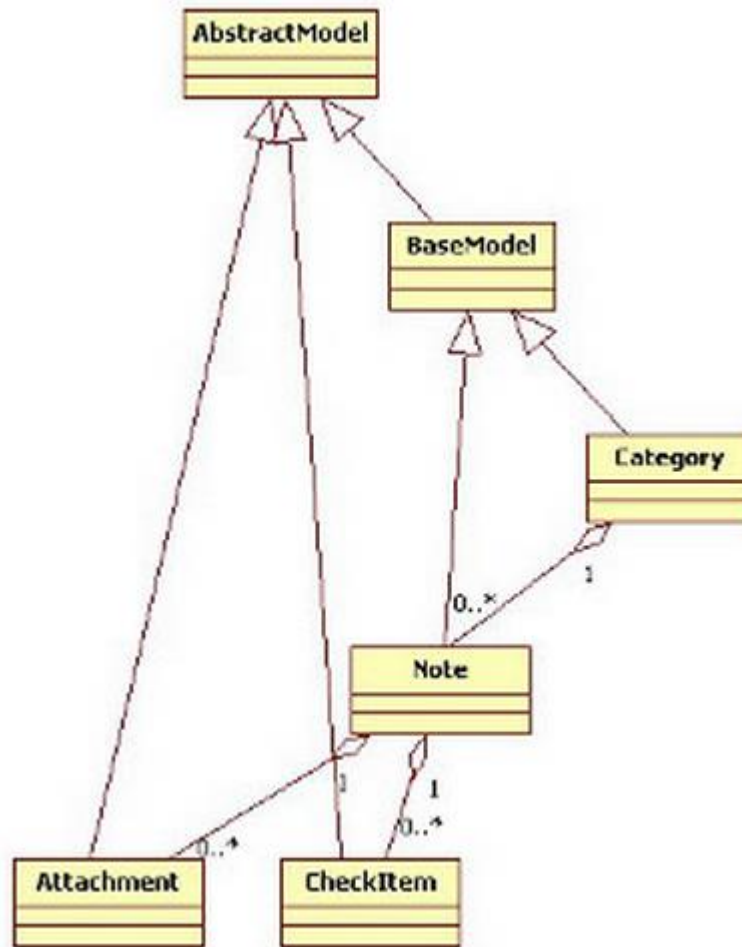 AbstractModel
BaseModel
Category
1
0..*
Note
1
1
0..*
0..*
Attachment
CheckItem